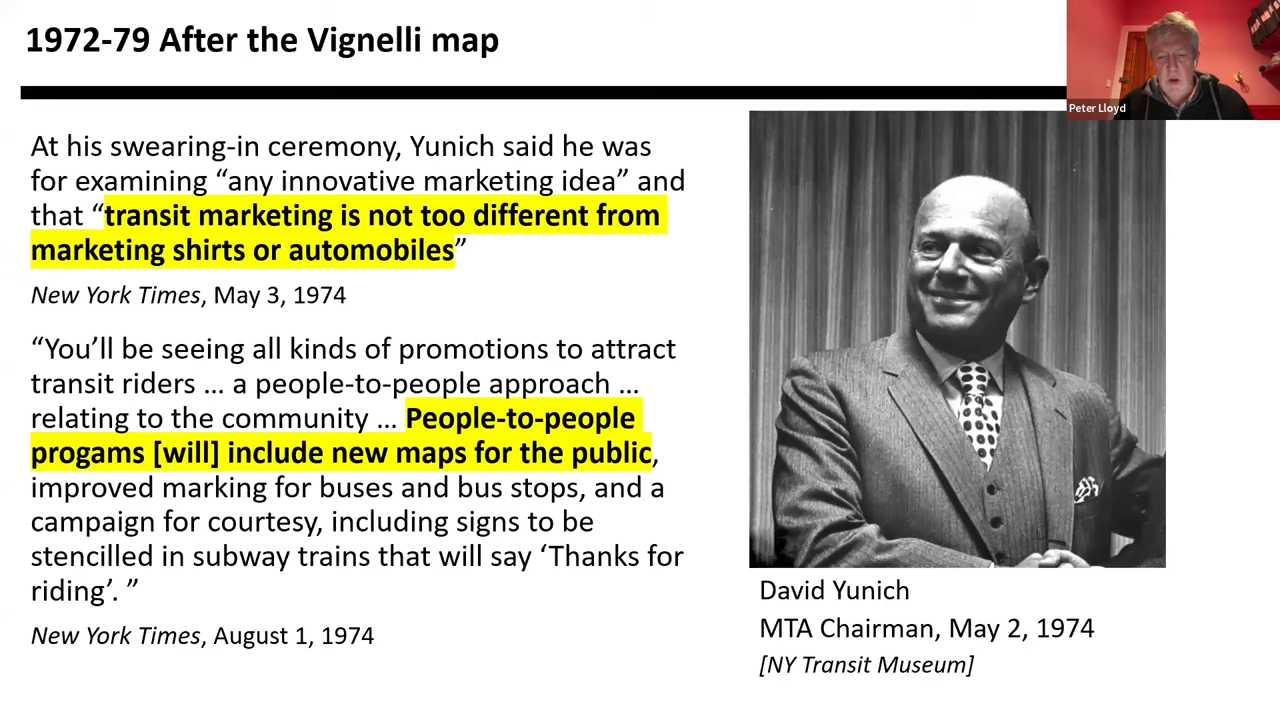 1972-79 After the Vignelli map
Peter Lloyd
At his swearing-in ceremony, Yunich said he was
for examining “any innovative marketing idea” and
that “transit marketing is not too different from
marketing shirts or automobiles”
New York Times, May 3, 1974
“You’ll be seeing all kinds of promotions to attract
transit riders … a people-to-people approach …
relating to the community … People-to-people
progams [will] include new maps for the public,
improved marking for buses and bus stops, and a
campaign for courtesy, including signs to be
stencilled in subway trains that will say ‘Thanks for
riding’. ”
New York Times, August 1, 1974
David Yunich
MTA Chairman, May 2, 1974
[NY Transit Museum]